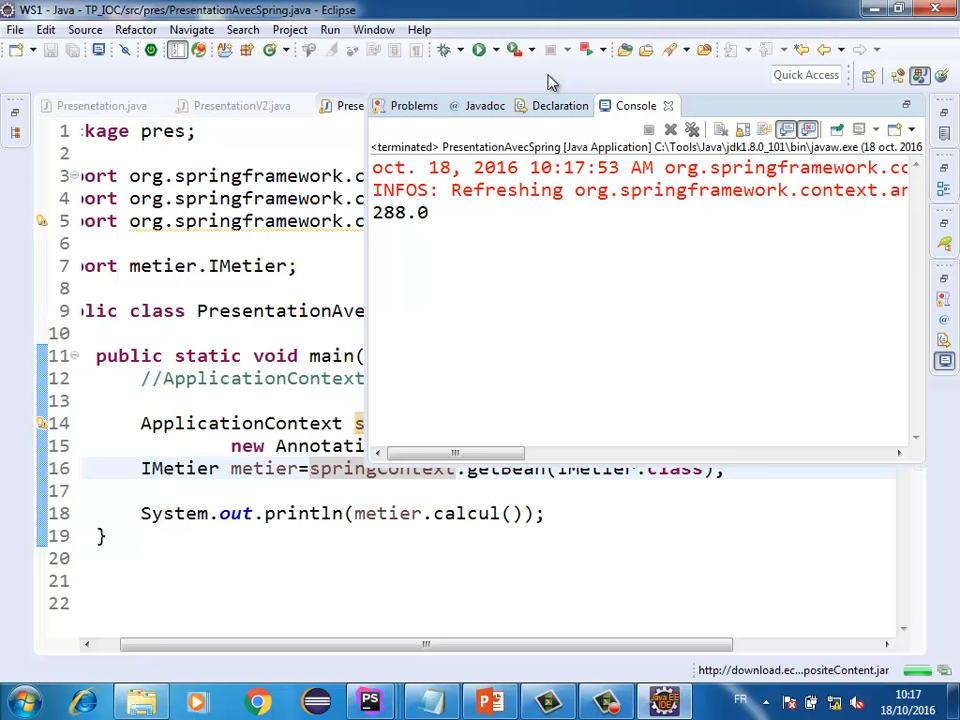 WS1 - Java - TP_IOC/src/pres/PresentationAvecSpring.java - Eclipse
File Edit Source Refactor Navigate Search Project Run Window Help
Quick Access
Presenetation.java PresentationV2.java Prese Problems Javadoc Declaration Console
<terminated> PresentationAvecSpring [Java Application] C:\Tools\Java\jdk1.8.0_101\bin\javaw.exe (18 oct. 2016
oct. 18, 2016 10:17:53 AM org.springframework.co
INFOS: Refreshing org.springframework.context.an
288.0
1 kage pres;
2
3 ort org.springframework.c
4 ort org.springframework.c
5 ort org.springframework.c
6
7 ort metier.IMetier;
8
9 lic class PresentationAve
10
11 public static void main(
12 //ApplicationContext
13
14 ApplicationContext s
15 new Annotati
16 IMetier metier=springContext.getBean(IMetier.class);
17
18 System.out.println(metier.calcul());
19 }
20
21
22
http://download.ec...positeContent.jar
FR
10:17
18/10/2016